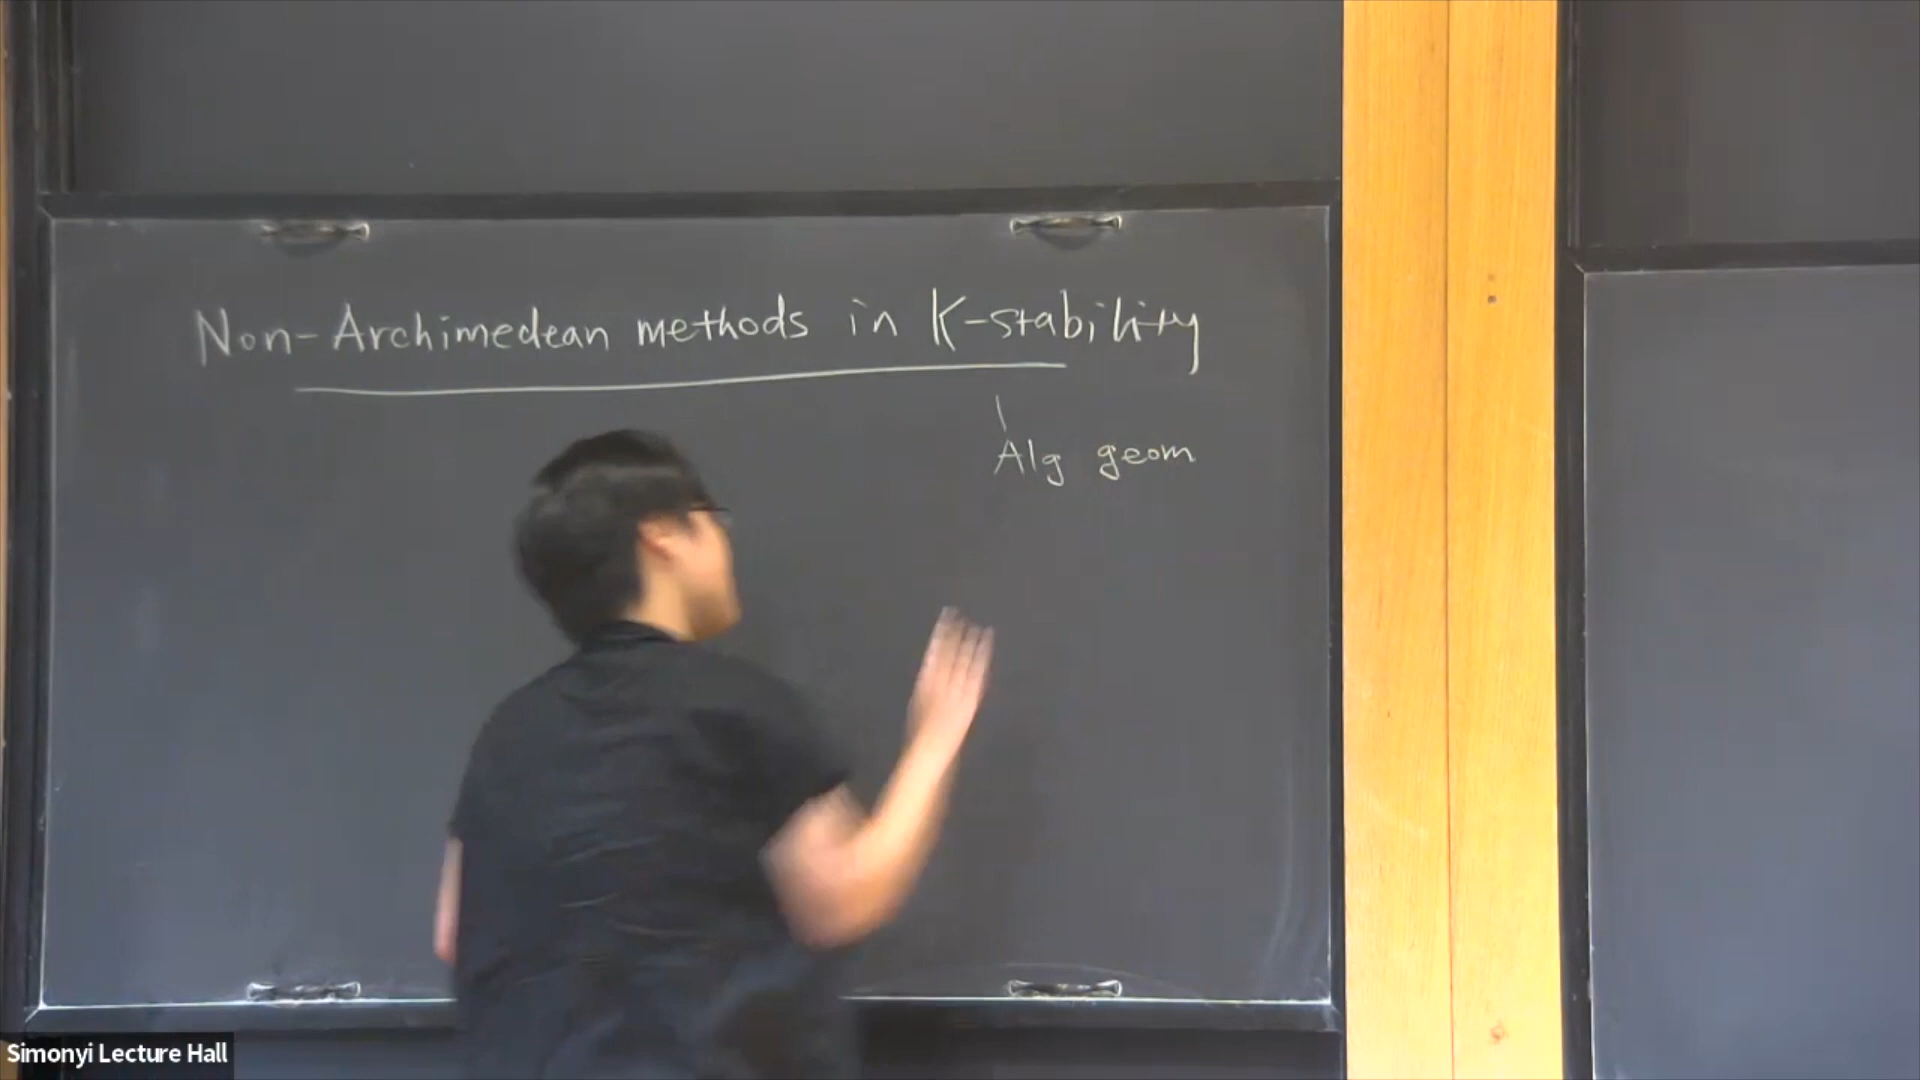 Non-Archimedean methods in K-stability
Alg geom
Simonyi Lecture Hall